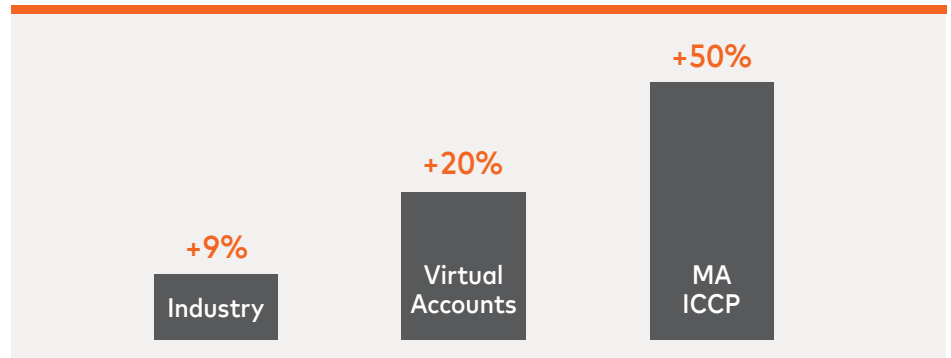 +9%
Industry
+20%
Virtual
Accounts
+50%
MA
ICCP